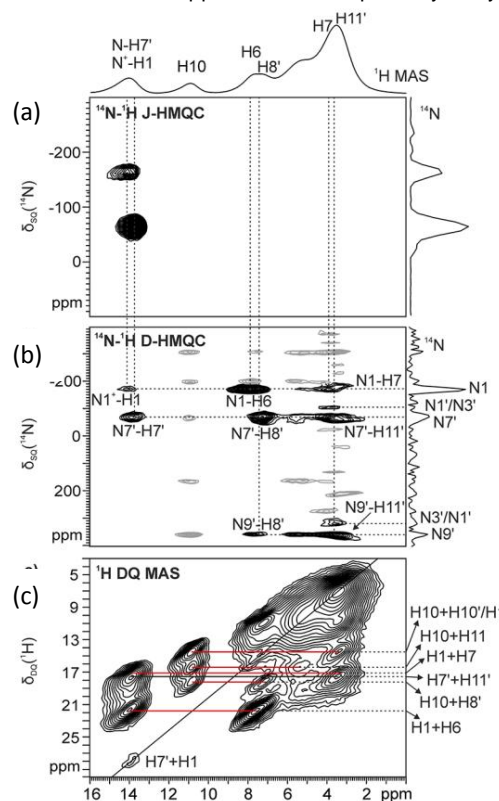 N-H7'
N⁺-H1
H10
H6
H8'
H7
H11'
¹H MAS
(a)
¹⁴N-¹H J-HMQC
¹⁴N
-200
-100
0
ppm
δSQ(¹⁴N)
(b)
¹⁴N-¹H D-HMQC
¹⁴N
0
200
ppm
δSQ(¹⁴N)
N1⁺-H1
N1-H6
N1-H7
N7'-H7'
N7'-H8'
N7'-H11'
N9'-H8'
N9'-H11'
N1
N1'/N3'
N7'
N3'/N1'
N9'
(c)
¹H DQ MAS
5
9
13
17
21
25
ppm
δDQ(¹H)
H7'+H1
H10+H10'/H
H10+H11
H1+H7
H7'+H11'
H10+H8'
H1+H6
16 14 12 10 8 6 4 2 ppm